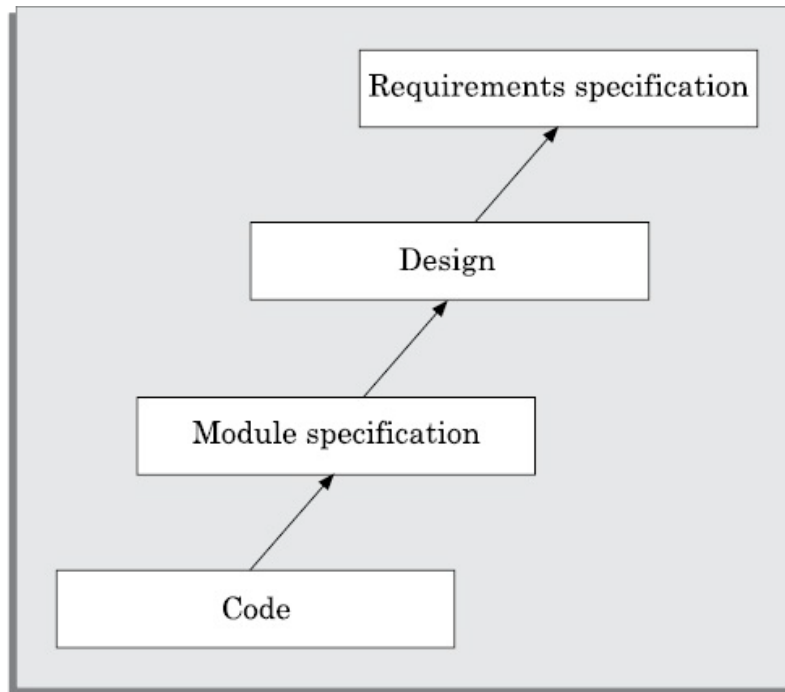 Requirements specification
Design
Module specification
Code